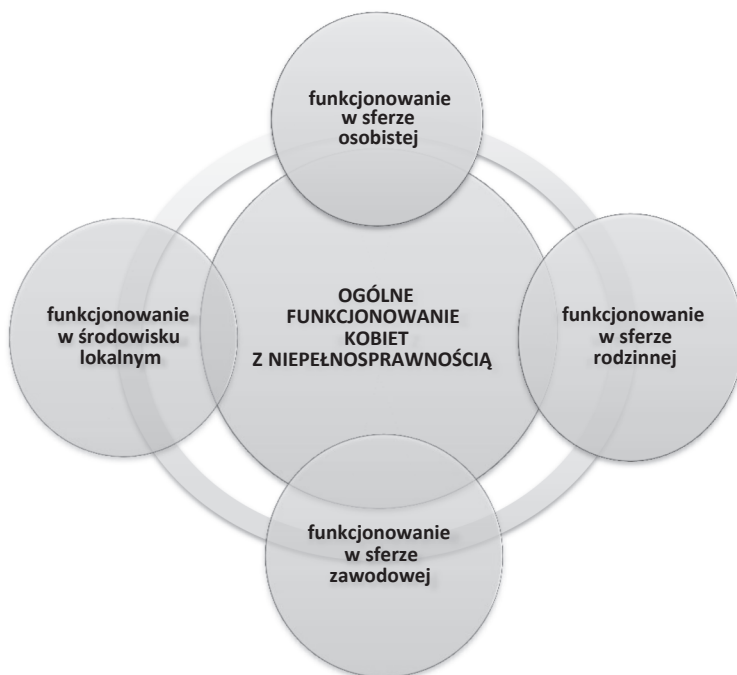 funkcjonowanie
w sferze
osobistej
funkcjonowanie
w środowisku
lokalnym
OGÓLNE
FUNKCJONOWANIE
KOBIET
Z NIEPEŁNOSPRAWNOŚCIĄ
funkcjonowanie
w sferze
rodzinnej
funkcjonowanie
w sferze
zawodowej